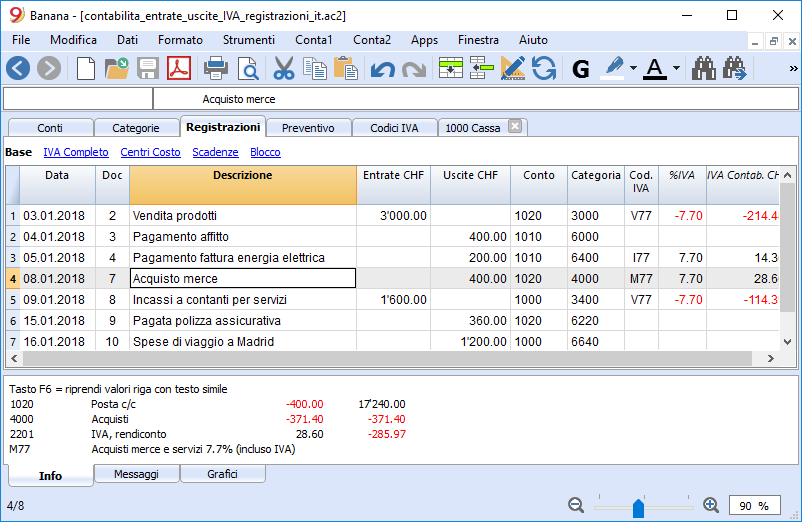 Banana - [contabilita_entrate_uscite_IVA_registrazioni_it.ac2]
File Modifica Dati Formato Strumenti Conta1 Conta2 Apps Finestra Aiuto
G A »
Acquisto merce
Conti Categorie Registrazioni Preventivo Codici IVA 1000 Cassa
Base IVA Completo Centri Costo Scadenze Blocco
Data Doc Descrizione Entrate CHF Uscite CHF Conto Categoria Cod. IVA %IVA IVA Contab. CH
1 03.01.2018 2 Vendita prodotti 3'000.00 1020 3000 V77 -7.70 -214.4
2 04.01.2018 3 Pagamento affitto 400.00 1010 6000
3 05.01.2018 4 Pagamento fattura energia elettrica 200.00 1010 6400 I77 7.70 14.3
4 08.01.2018 7 Acquisto merce 400.00 1020 4000 M77 7.70 28.6
5 09.01.2018 8 Incassi a contanti per servizi 1'600.00 1000 3400 V77 -7.70 -114.3
6 15.01.2018 9 Pagata polizza assicurativa 360.00 1020 6220
7 16.01.2018 10 Spese di viaggio a Madrid 1'200.00 1000 6640
Tasto F6 = riprendi valori riga con testo simile
1020 Posta c/c -400.00 17'240.00
4000 Acquisti -371.40 -371.40
2201 IVA, rendiconto 28.60 -285.97
M77 Acquisti merce e servizi 7.7% (incluso IVA)
Info Messaggi Grafici
4/8 90 %